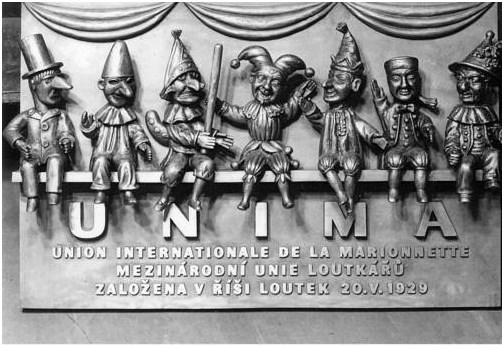 UNIMA
UNION INTERNATIONALE DE LA MARIONNETTE
MEZINÁRODNÍ UNIE LOUTKÁŘŮ
ZALOŽENA V ŘÍŠI LOUTEK 20.V.1929